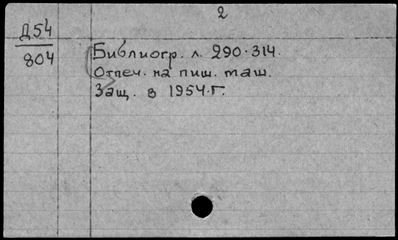 2
Д54
804
Библиогр. л. 290-314.
Отпеч. на пиш. маш.
Защ. в 1954 г.